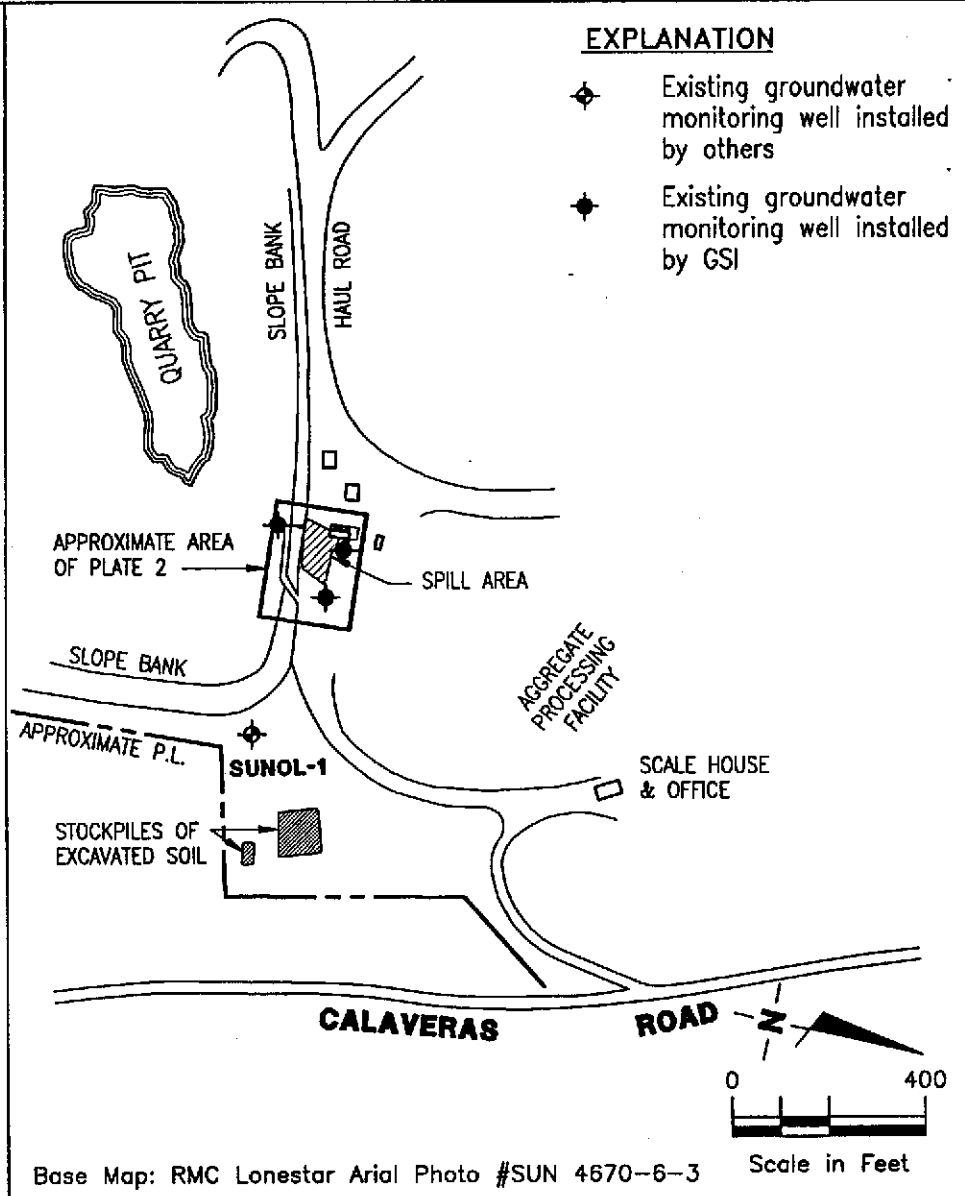 EXPLANATION
Existing groundwater
monitoring well installed
by others
Existing groundwater
monitoring well installed
by GSI
QUARRY PIT
SLOPE BANK
HAUL ROAD
APPROXIMATE AREA
OF PLATE 2
SPILL AREA
SLOPE BANK
AGGREGATE
PROCESSING
FACILITY
APPROXIMATE P.L.
SUNOL-1
SCALE HOUSE
& OFFICE
STOCKPILES OF
EXCAVATED SOIL
CALAVERAS ROAD
N
0 400
Scale in Feet
Base Map: RMC Lonestar Arial Photo #SUN 4670-6-3